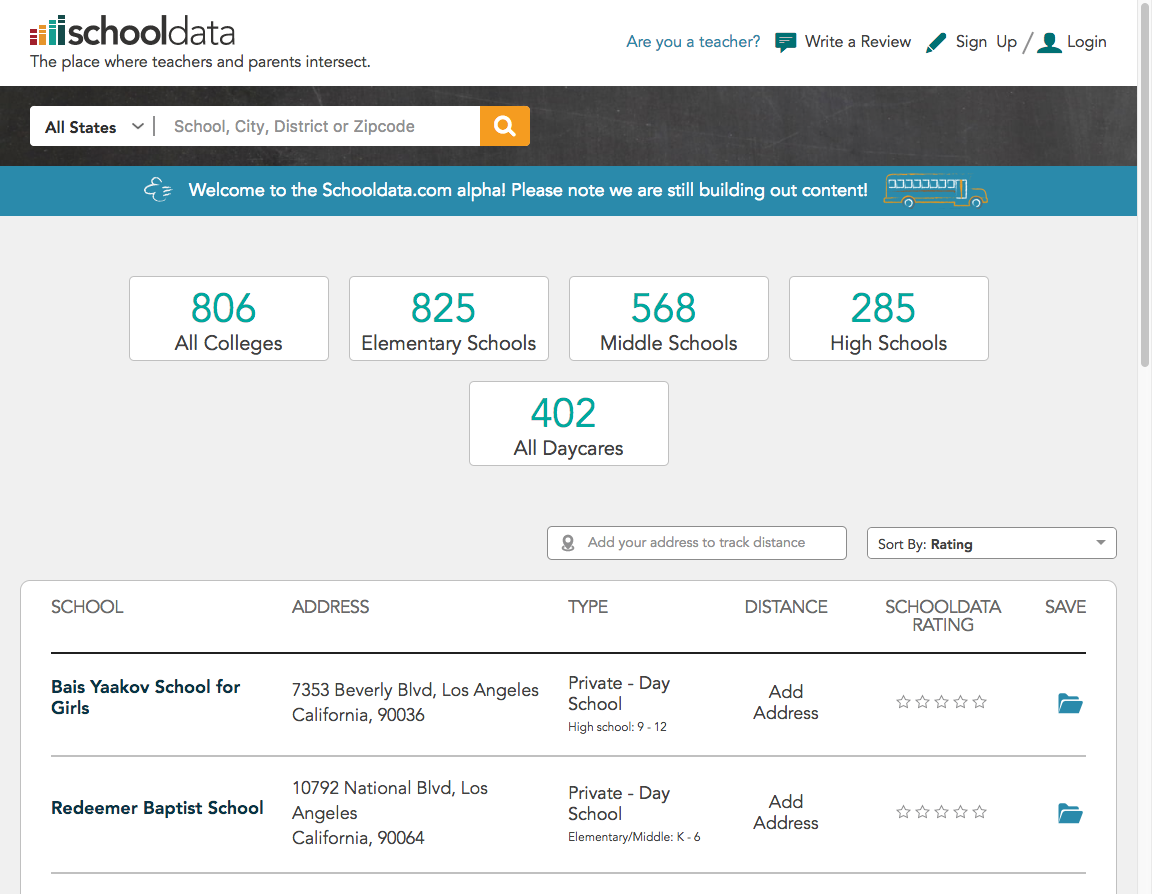 schooldata
The place where teachers and parents intersect.
Are you a teacher? Write a Review Sign Up / Login
All States School, City, District or Zipcode
Welcome to the Schooldata.com alpha! Please note we are still building out content!
806
All Colleges
825
Elementary Schools
568
Middle Schools
285
High Schools
402
All Daycares
Add your address to track distance
Sort By: Rating
SCHOOL ADDRESS TYPE DISTANCE SCHOOLDATA RATING SAVE
Bais Yaakov School for
Girls
7353 Beverly Blvd, Los Angeles
California, 90036
Private - Day
School
High school: 9 - 12
Add
Address
Redeemer Baptist School
10792 National Blvd, Los
Angeles
California, 90064
Private - Day
School
Elementary/Middle: K - 6
Add
Address